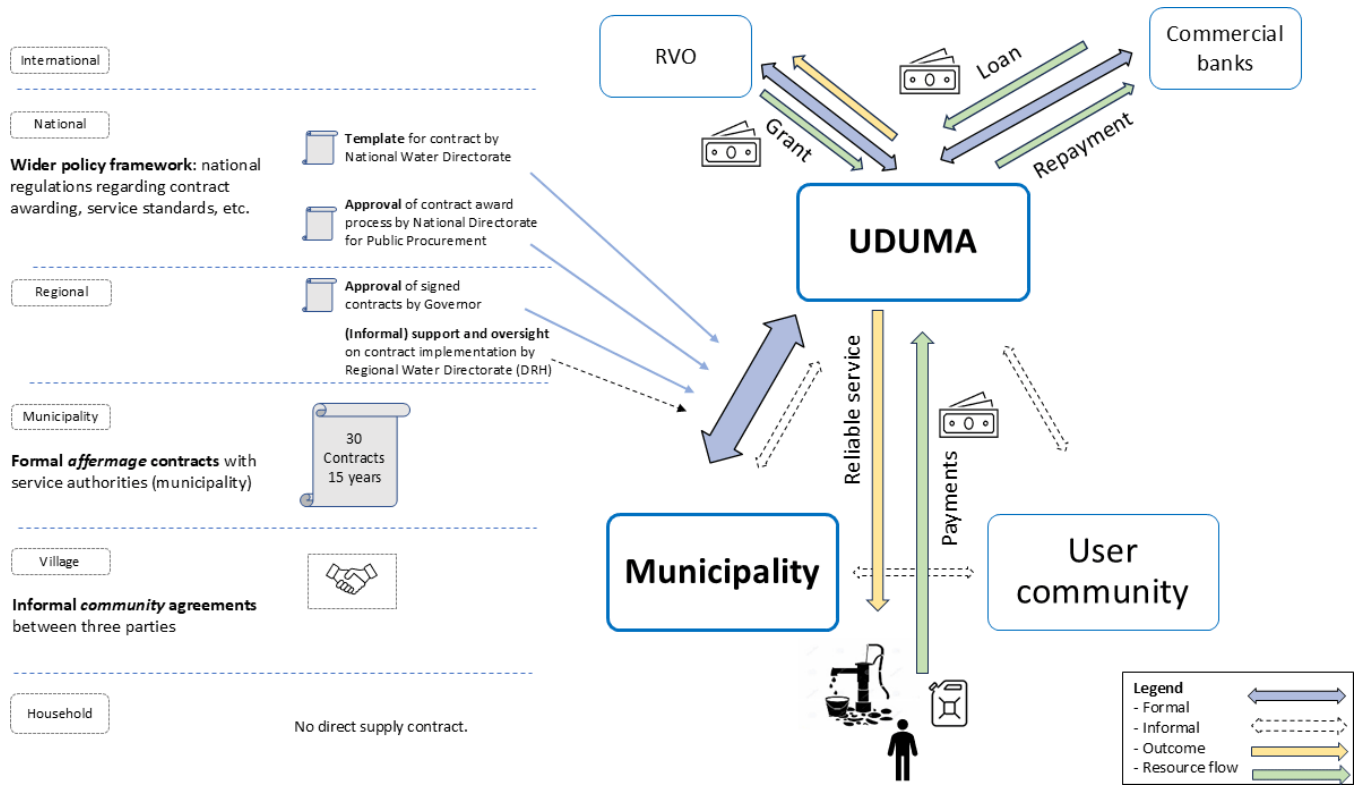 International
National
Wider policy framework: national
regulations regarding contract
awarding, service standards, etc.
Template for contract by
National Water Directorate
Approval of contract award
process by National Directorate
for Public Procurement
Regional
Approval of signed
contracts by Governor
(Informal) support and oversight
on contract implementation by
Regional Water Directorate (DRH)
Municipality
Formal affermage contracts with
service authorities (municipality)
30
Contracts
15 years
Village
Informal community agreements
between three parties
Household
No direct supply contract.
RVO
Commercial
banks
Grant
Loan
Repayment
UDUMA
Reliable service
Payments
Municipality
User
community
Legend
- Formal
- Informal
- Outcome
- Resource flow